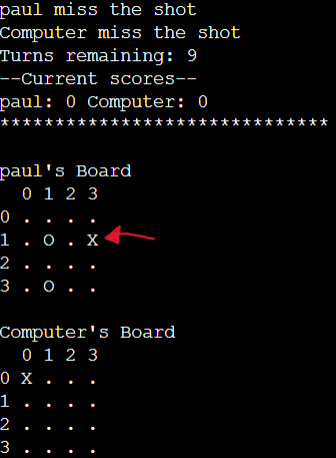 paul miss the shot
Computer miss the shot
Turns remaining: 9
--Current scores--
paul: 0 Computer: 0
******************************
paul's Board
  0 1 2 3
0 . . . .
1 . O . X
2 . . . .
3 . O . .
Computer's Board
  0 1 2 3
0 X . . .
1 . . . .
2 . . . .
3 . . . .